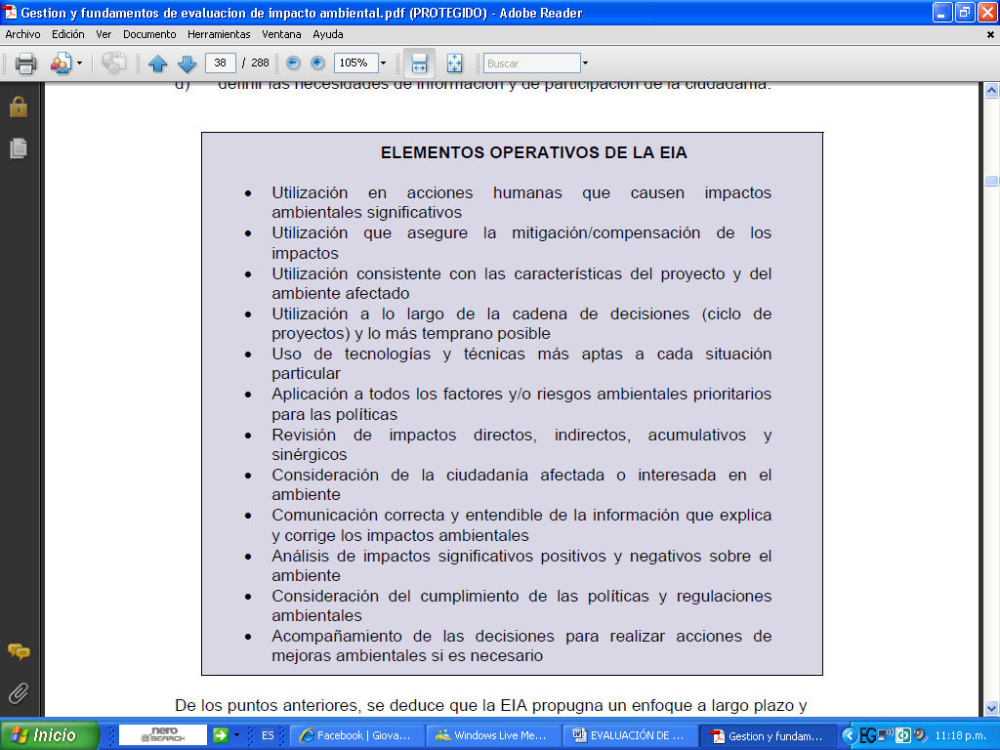 Gestion y fundamentos de evaluacion de impacto ambiental.pdf (PROTEGIDO) - Adobe Reader
Archivo Edición Ver Documento Herramientas Ventana Ayuda
38 / 288 105% Buscar
d) definir las necesidades de información y de participación de la ciudadanía.
ELEMENTOS OPERATIVOS DE LA EIA
• Utilización en acciones humanas que causen impactos
ambientales significativos
• Utilización que asegure la mitigación/compensación de los
impactos
• Utilización consistente con las características del proyecto y del
ambiente afectado
• Utilización a lo largo de la cadena de decisiones (ciclo de
proyectos) y lo más temprano posible
• Uso de tecnologías y técnicas más aptas a cada situación
particular
• Aplicación a todos los factores y/o riesgos ambientales prioritarios
para las políticas
• Revisión de impactos directos, indirectos, acumulativos y
sinérgicos
• Consideración de la ciudadanía afectada o interesada en el
ambiente
• Comunicación correcta y entendible de la información que explica
y corrige los impactos ambientales
• Análisis de impactos significativos positivos y negativos sobre el
ambiente
• Consideración del cumplimiento de las políticas y regulaciones
ambientales
• Acompañamiento de las decisiones para realizar acciones de
mejoras ambientales si es necesario
De los puntos anteriores, se deduce que la EIA propugna un enfoque a largo plazo y
Inicio nero SEARCH ES Facebook | Giova... Windows Live Me... EVALUACIÓN DE ... Gestion y fundam... EG 11:18 p.m.